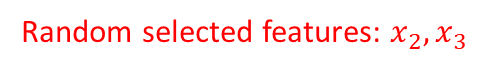 Random selected features: x₂, x₃